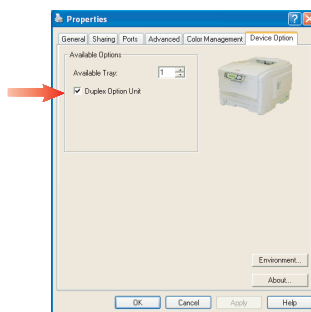 Properties
General Sharing Ports Advanced Color Management Device Option
Available Options
Available Tray: 1
Duplex Option Unit
Environment...
About...
OK Cancel Apply Help